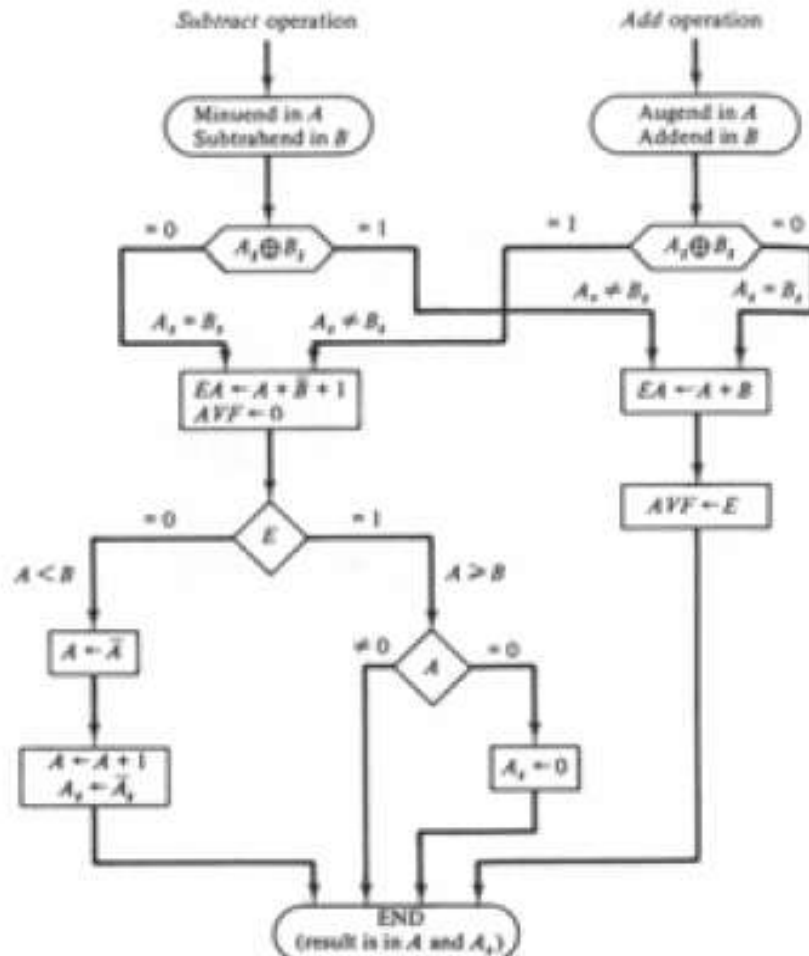 Subtract operation
Add operation
Minuend in A
Subtrahend in B
Augend in A
Addend in B
= 0
A_s ⊕ B_s
= 1
= 1
A_s ⊕ B_s
= 0
A_s = B_s
A_s ≠ B_s
A_s ≠ B_s
A_s = B_s
EA ← A + B̅ + 1
AVF ← 0
EA ← A + B
AVF ← E
= 0
E
= 1
A < B
A ⩾ B
A ← A̅
≠ 0
A
= 0
A ← A + 1
A_s ← A̅_s
A_s ← 0
END
(result is in A and A_s)